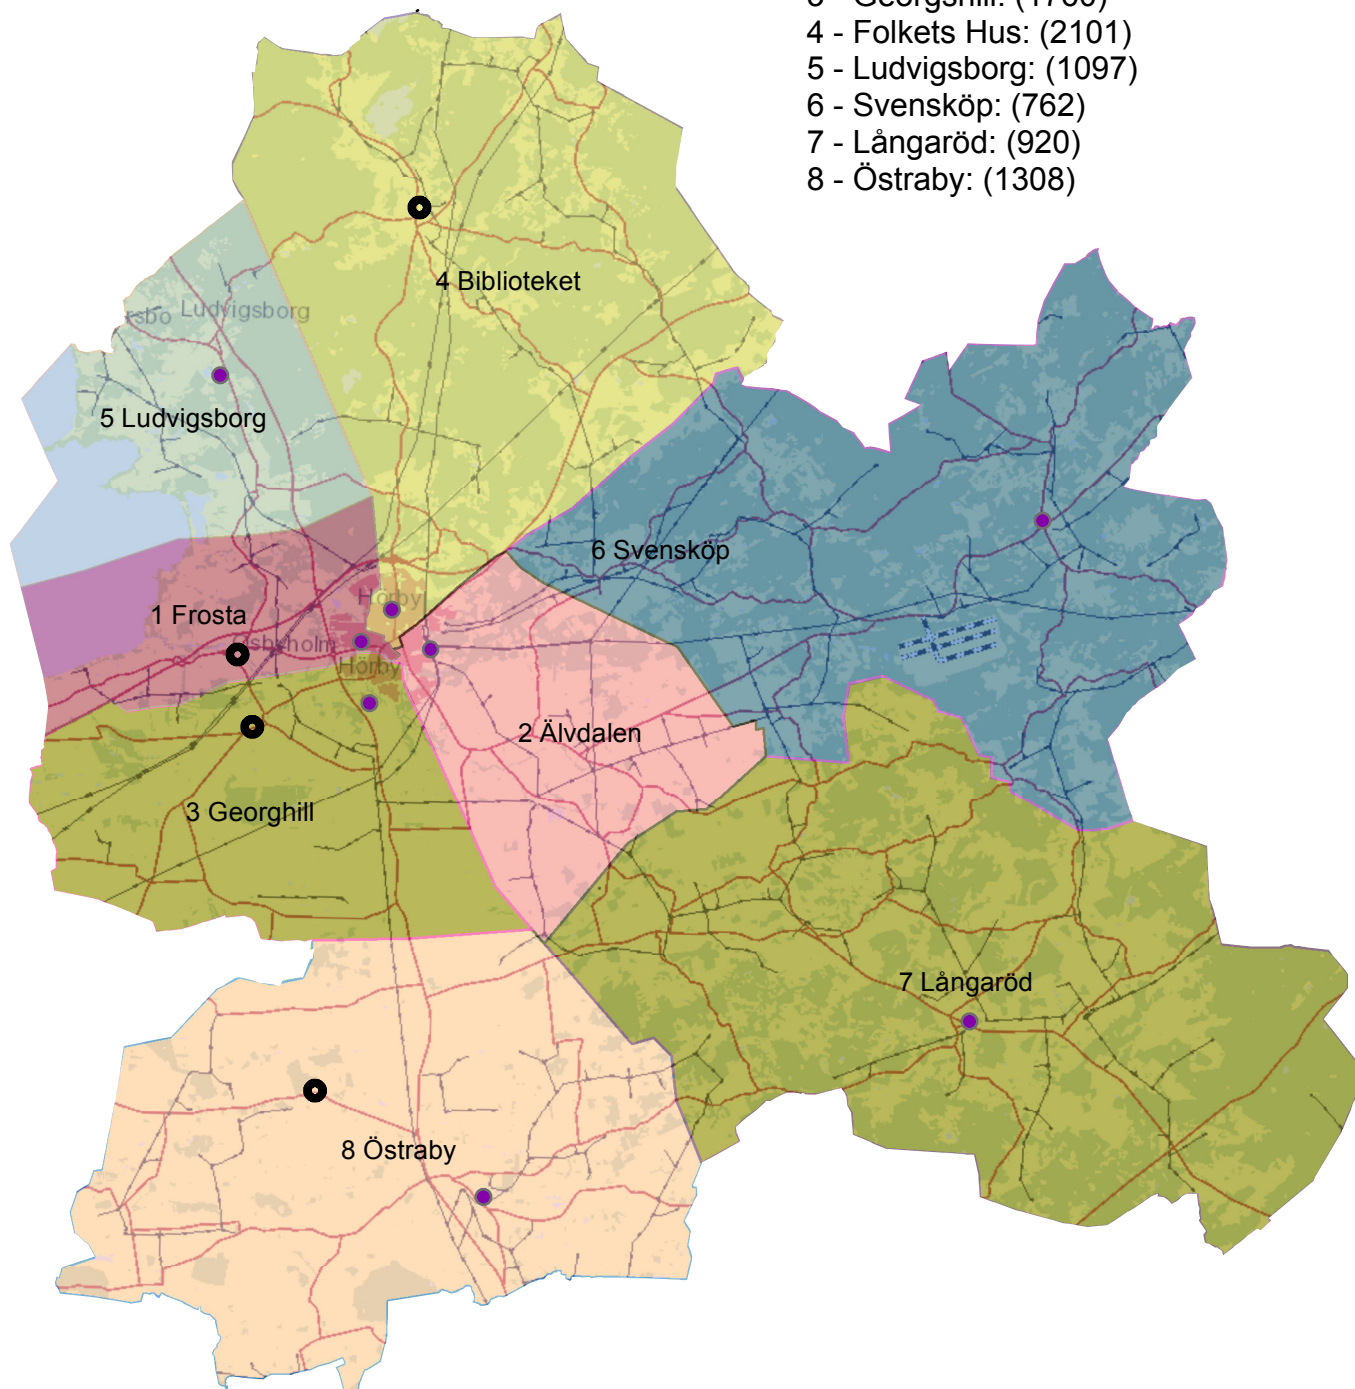 4 - Folkets Hus: (2101)
5 - Ludvigsborg: (1097)
6 - Svensköp: (762)
7 - Långaröd: (920)
8 - Östraby: (1308)
4 Biblioteket
Ludvigsborg
5 Ludvigsborg
6 Svensköp
Hörby
1 Frosta
Hörby
2 Älvdalen
3 Georghill
7 Långaröd
8 Östraby